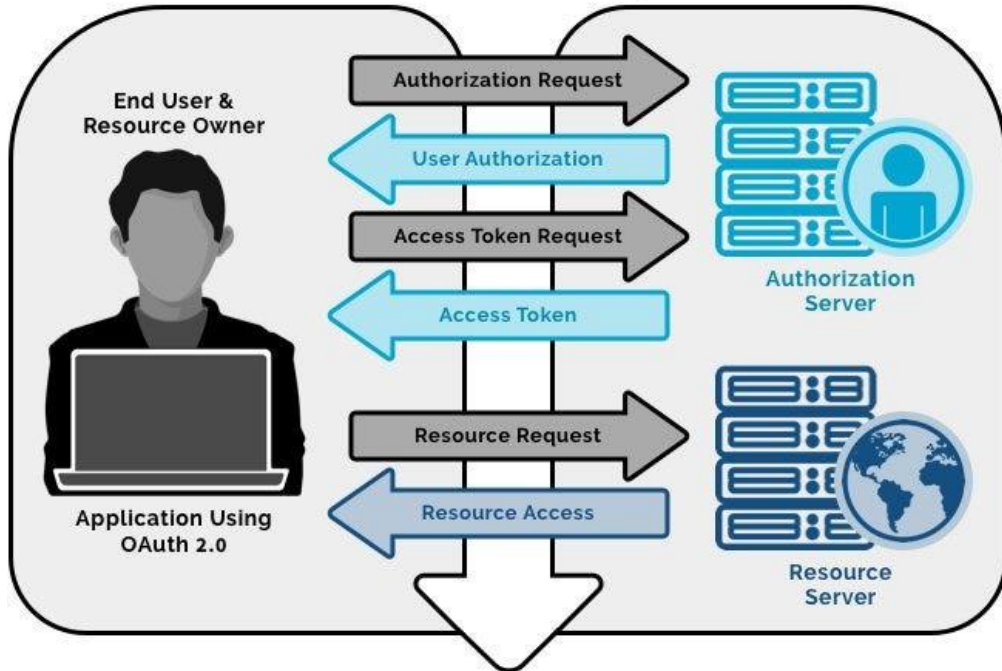 End User &
Resource Owner
Application Using
OAuth 2.0
Authorization Request
User Authorization
Access Token Request
Access Token
Resource Request
Resource Access
Authorization
Server
Resource
Server